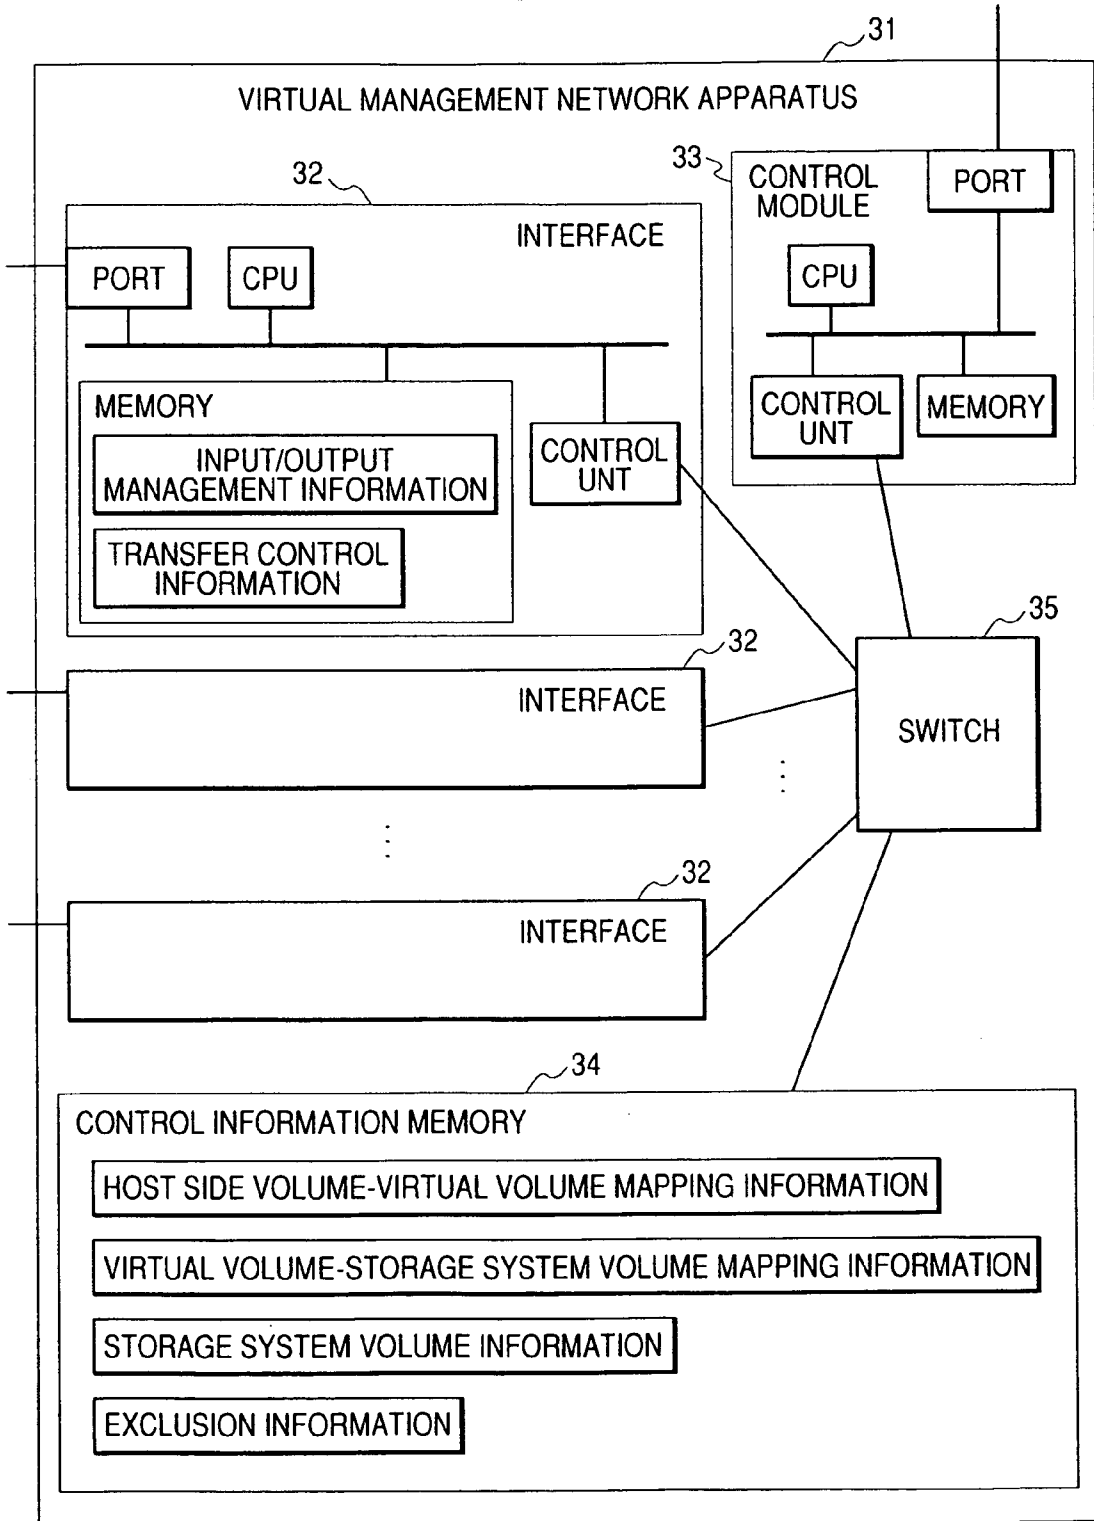 31
VIRTUAL MANAGEMENT NETWORK APPARATUS
32
INTERFACE
PORT
CPU
MEMORY
INPUT/OUTPUT
MANAGEMENT INFORMATION
TRANSFER CONTROL
INFORMATION
CONTROL
UNT
33
CONTROL
MODULE
PORT
CPU
CONTROL
UNT
MEMORY
35
SWITCH
32
INTERFACE
32
INTERFACE
34
CONTROL INFORMATION MEMORY
HOST SIDE VOLUME-VIRTUAL VOLUME MAPPING INFORMATION
VIRTUAL VOLUME-STORAGE SYSTEM VOLUME MAPPING INFORMATION
STORAGE SYSTEM VOLUME INFORMATION
EXCLUSION INFORMATION